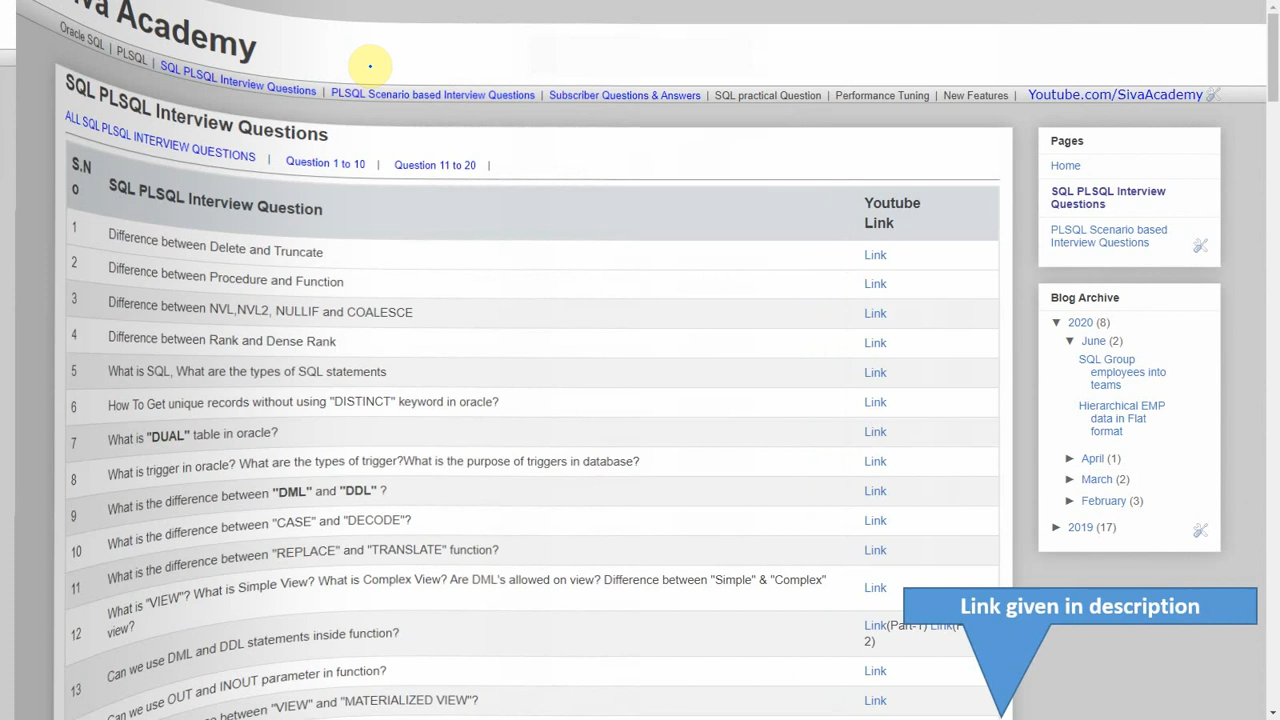 Siva Academy
Oracle SQL | PLSQL | SQL PLSQL Interview Questions | PLSQL Scenario based Interview Questions | Subscriber Questions & Answers | SQL practical Question | Performance Tuning | New Features | Youtube.com/SivaAcademy
SQL PLSQL Interview Questions
ALL SQL PLSQL INTERVIEW QUESTIONS | Question 1 to 10 | Question 11 to 20 |
S.N
o
SQL PLSQL Interview Question
Youtube
Link
1 Difference between Delete and Truncate Link
2 Difference between Procedure and Function Link
3 Difference between NVL,NVL2, NULLIF and COALESCE Link
4 Difference between Rank and Dense Rank Link
5 What is SQL, What are the types of SQL statements Link
6 How To Get unique records without using "DISTINCT" keyword in oracle? Link
7 What is "DUAL" table in oracle? Link
8 What is trigger in oracle? What are the types of trigger?What is the purpose of triggers in database? Link
9 What is the difference between "DML" and "DDL" ? Link
10 What is the difference between "CASE" and "DECODE"? Link
11 What is the difference between "REPLACE" and "TRANSLATE" function? Link
12 What is "VIEW"? What is Simple View? What is Complex View? Are DML's allowed on view? Difference between "Simple" & "Complex" Link
view?
13 Can we use DML and DDL statements inside function? Link(Part-1) Link(P
2)
Can we use OUT and INOUT parameter in function? Link
between "VIEW" and "MATERIALIZED VIEW"? Link
Pages
Home
SQL PLSQL Interview
Questions
PLSQL Scenario based
Interview Questions
Blog Archive
▼ 2020 (8)
▼ June (2)
SQL Group
employees into
teams
Hierarchical EMP
data in Flat
format
► April (1)
► March (2)
► February (3)
► 2019 (17)
Link given in description